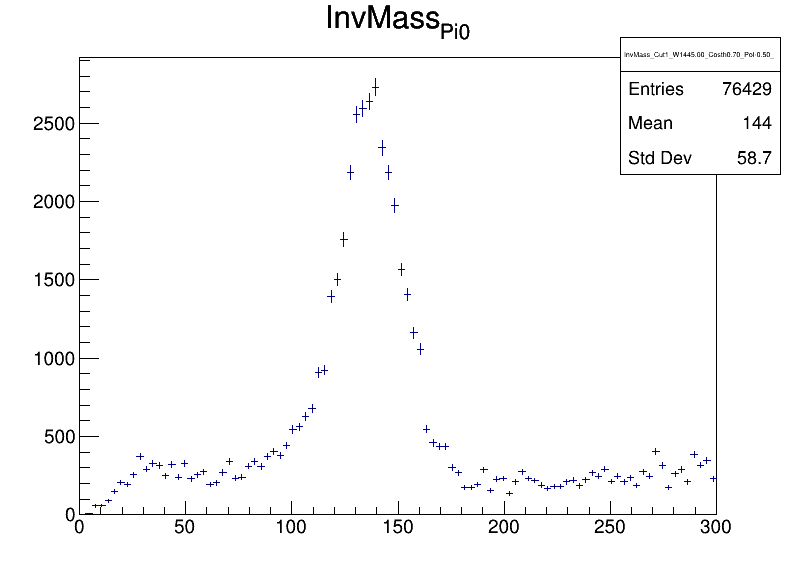 InvMassPi0
InvMass_Cut1_W1445.00_Costh0.70_Pol-0.50_
Entries 76429
Mean 144
Std Dev 58.7
2500
2000
1500
1000
500
0
0 50 100 150 200 250 300